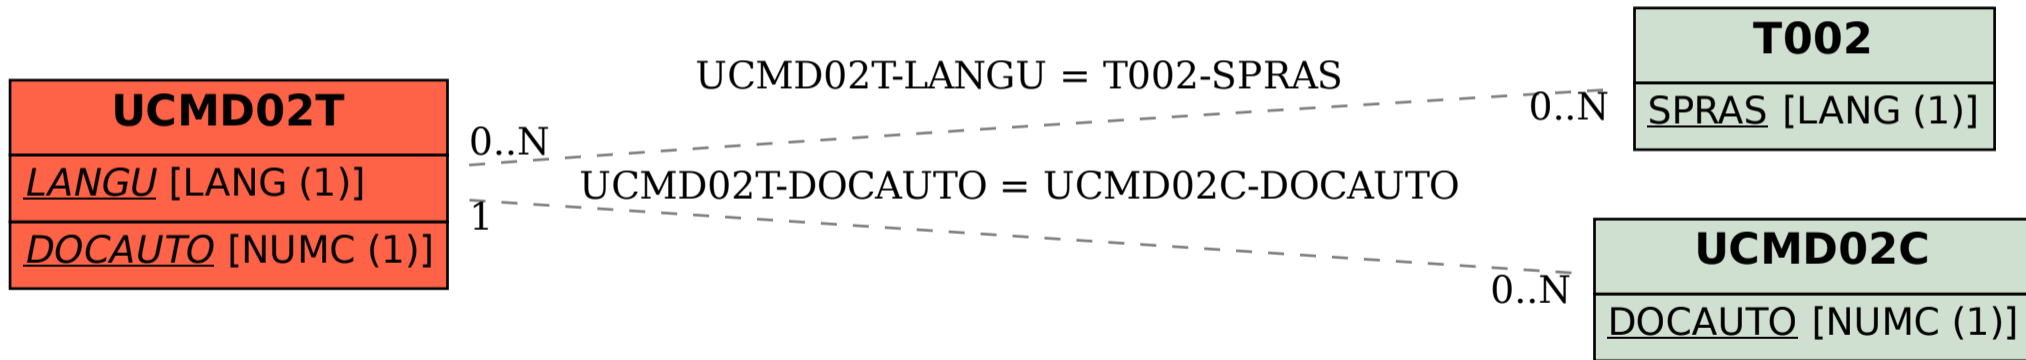 UCMD02T
LANGU [LANG (1)]
DOCAUTO [NUMC (1)]
UCMD02T-LANGU = T002-SPRAS
0..N
0..N
UCMD02T-DOCAUTO = UCMD02C-DOCAUTO
1
0..N
T002
SPRAS [LANG (1)]
UCMD02C
DOCAUTO [NUMC (1)]